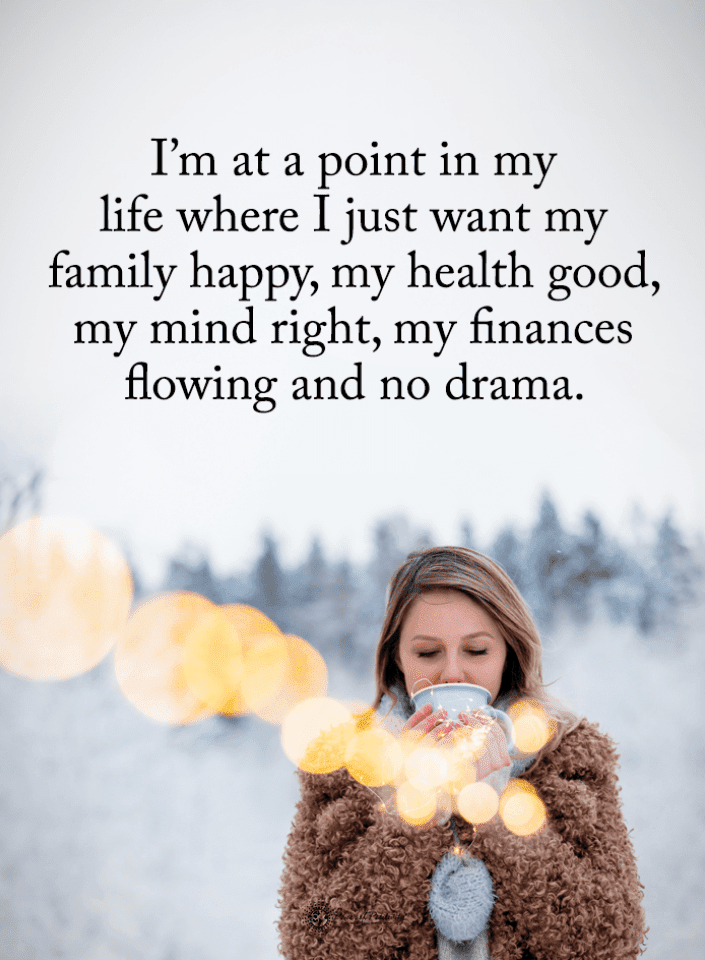 I’m at a point in my
life where I just want my
family happy, my health good,
my mind right, my finances
flowing and no drama.